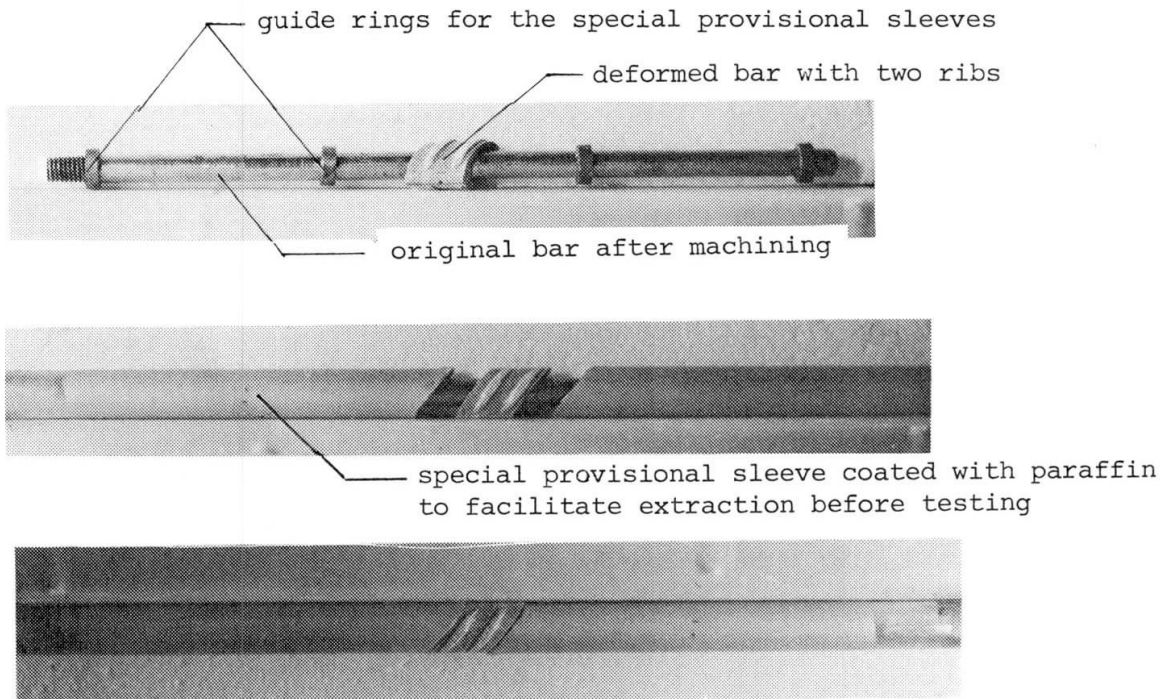 guide rings for the special provisional sleeves
deformed bar with two ribs
original bar after machining
special provisional sleeve coated with paraffin
to facilitate extraction before testing